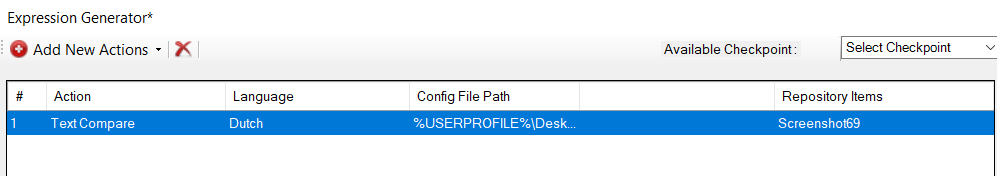 Expression Generator*
Add New Actions Available Checkpoint : Select Checkpoint
# Action Language Config File Path Repository Items
1 Text Compare Dutch %USERPROFILE%\Desk... Screenshot69